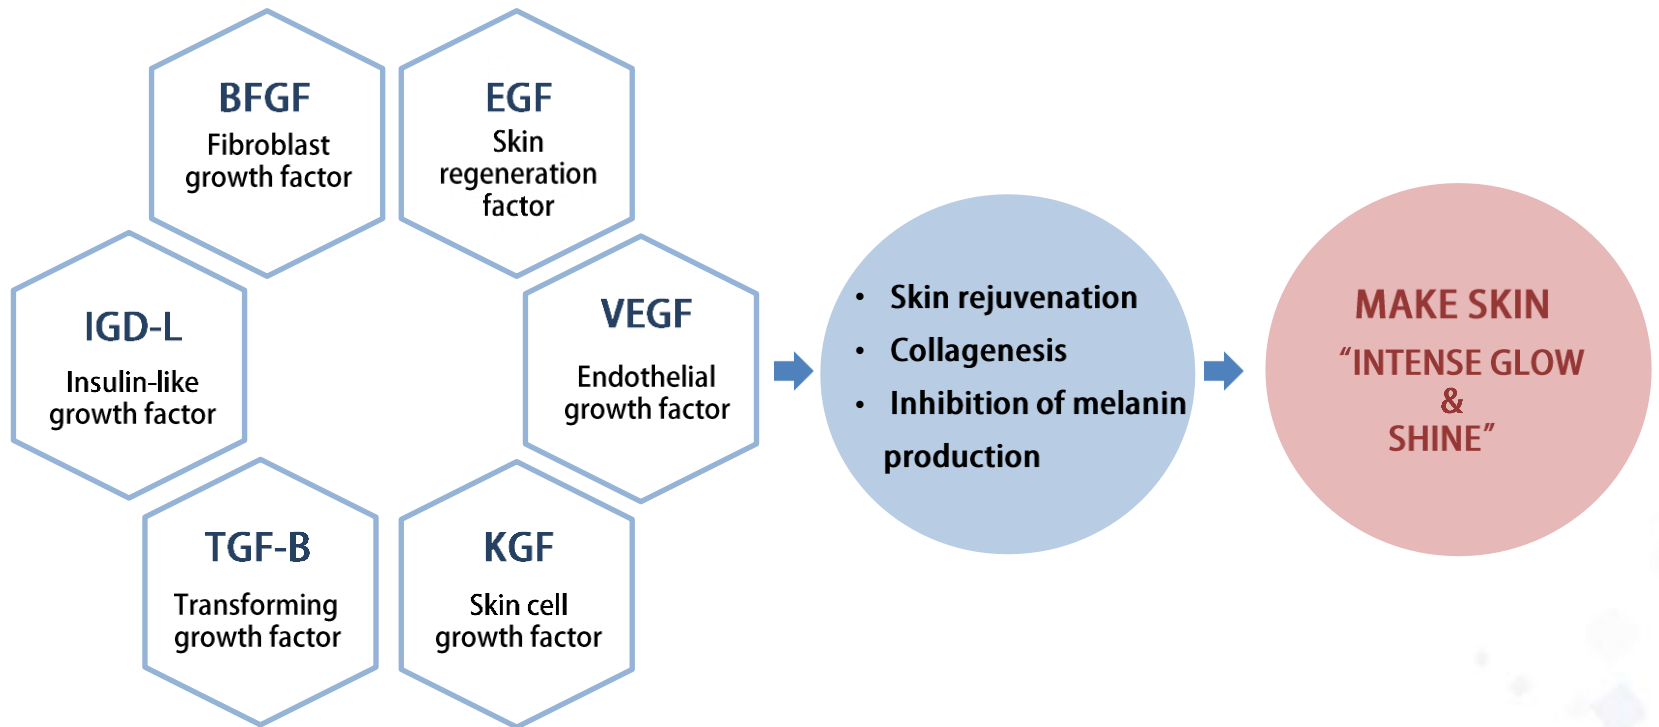 BFGF
Fibroblast
growth factor
EGF
Skin
regeneration
factor
IGD-L
Insulin-like
growth factor
VEGF
Endothelial
growth factor
TGF-B
Transforming
growth factor
KGF
Skin cell
growth factor
• Skin rejuvenation
• Collagenesis
• Inhibition of melanin
production
MAKE SKIN
“INTENSE GLOW
&
SHINE”